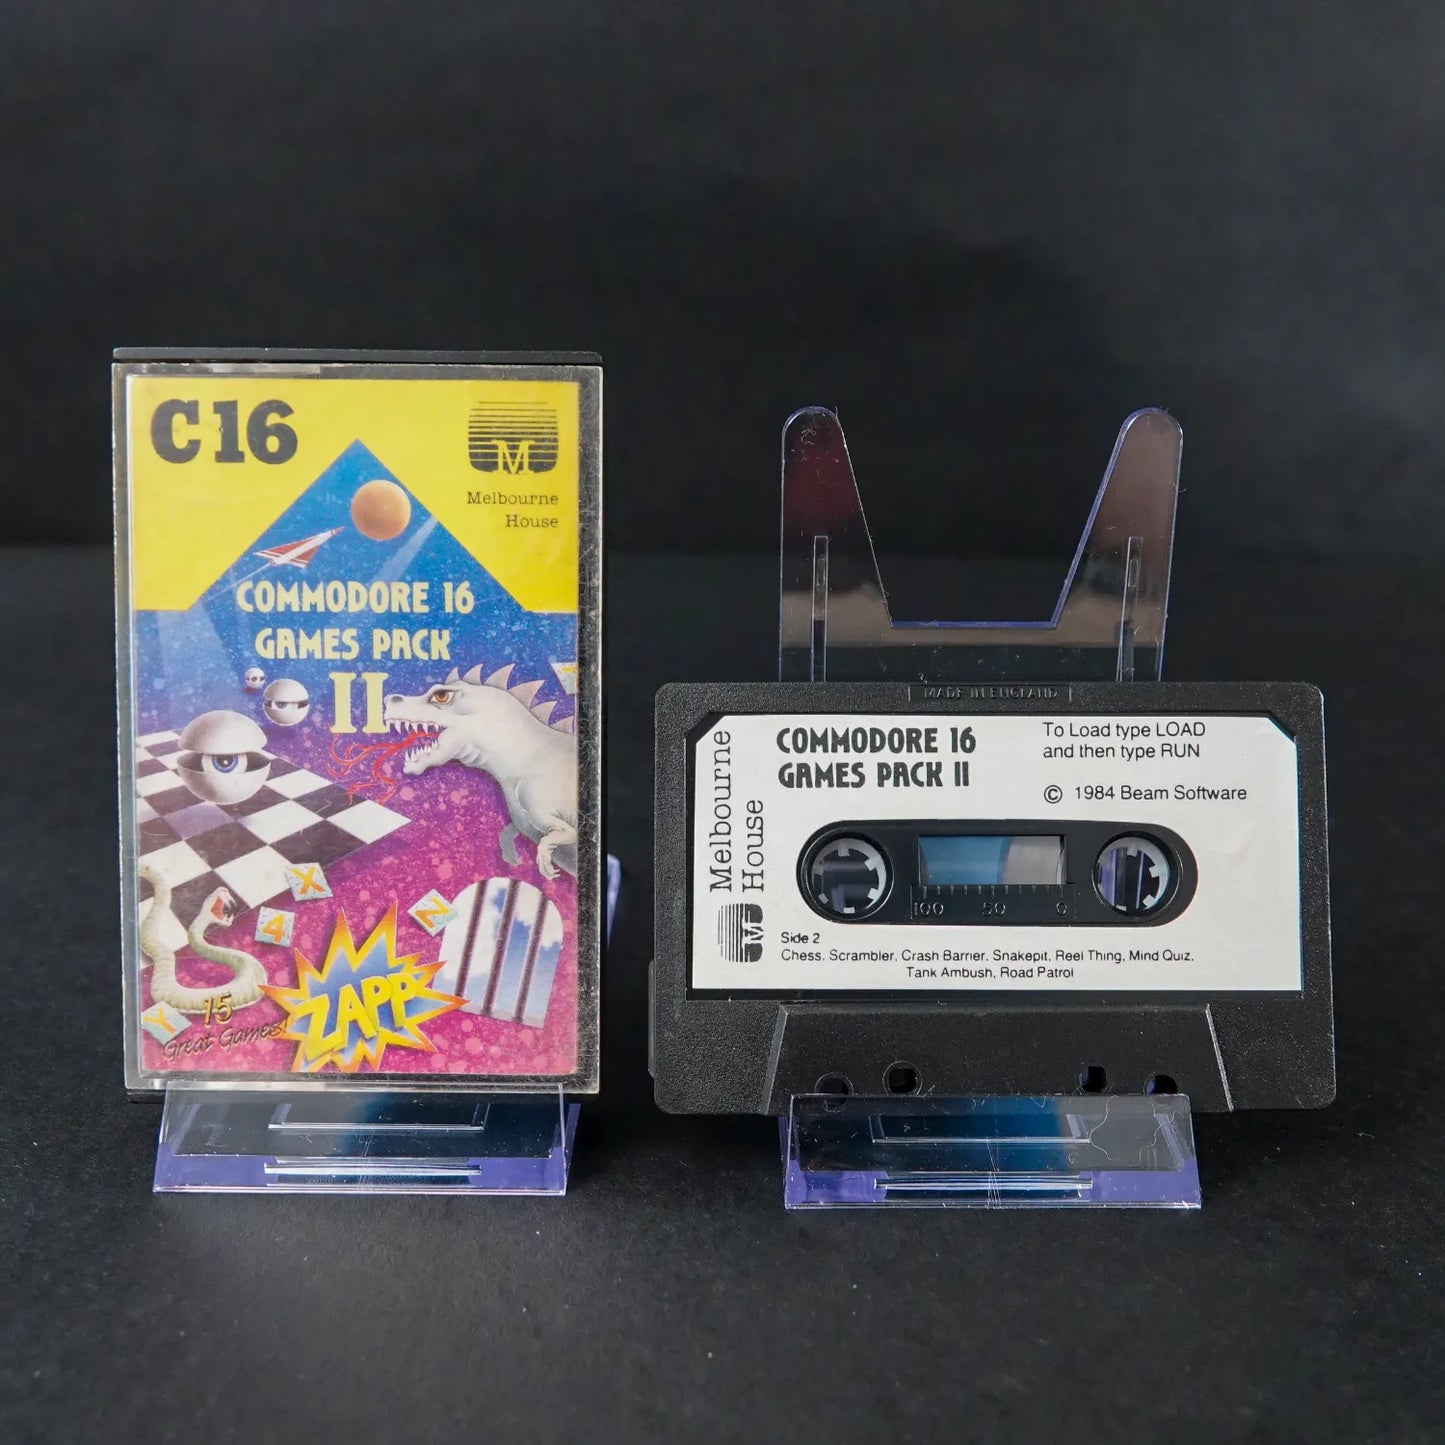 C16
M
Melbourne
House
COMMODORE 16
GAMES PACK
II
X
4
N
Y
15
Great Games!
ZAPP
MADE IN ENGLAND
Melbourne
House
M
COMMODORE 16
GAMES PACK II
To Load type LOAD
and then type RUN
© 1984 Beam Software
100 50 0
Side 2
Chess. Scrambler, Crash Barrier. Snakepit, Reel Thing, Mind Quiz.
Tank Ambush, Road Patrol